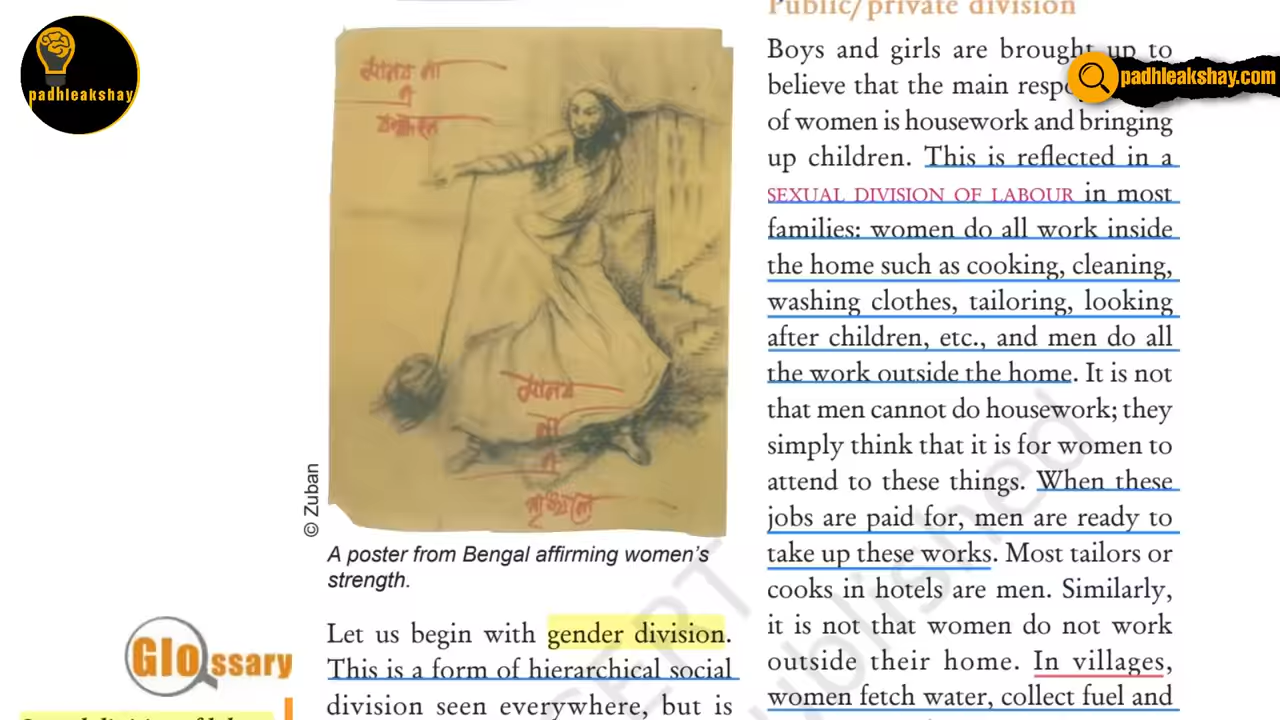 padhleakshay
মানব না
এ
© Zuban
A poster from Bengal affirming women's
strength.
Glossary
Let us begin with gender division.
This is a form of hierarchical social
division seen everywhere, but is
Public/private division
Boys and girls are brought up to
believe that the main
of women is housework and bringing
up children. This is reflected in a
SEXUAL DIVISION OF LABOUR in most
families: women do all work inside
the home such as cooking, cleaning,
washing clothes, tailoring, looking
after children, etc., and men do all
the work outside the home. It is not
that men cannot do housework; they
simply think that it is for women to
attend to these things. When these
jobs are paid for, men are ready to
take up these works. Most tailors or
cooks in hotels are men. Similarly,
it is not that women do not work
outside their home. In villages,
women fetch water, collect fuel and
padhleakshay.com